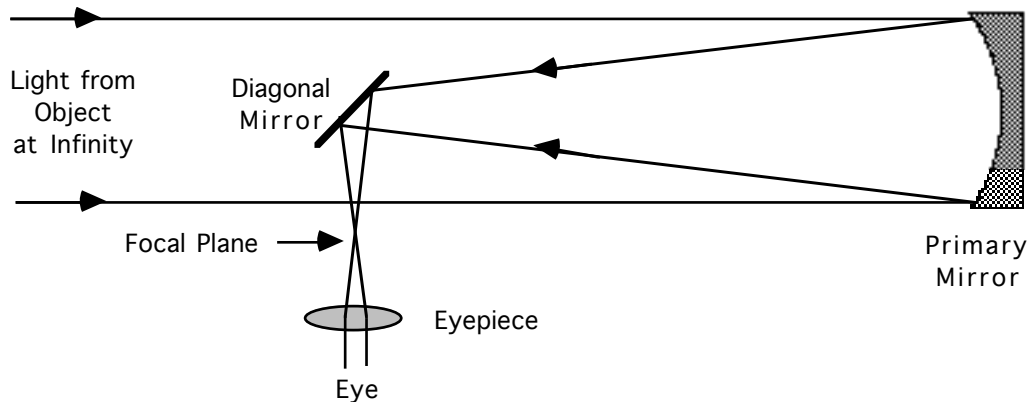 Light from
Object
at Infinity
Diagonal
Mirror
Focal Plane
Primary
Mirror
Eyepiece
Eye